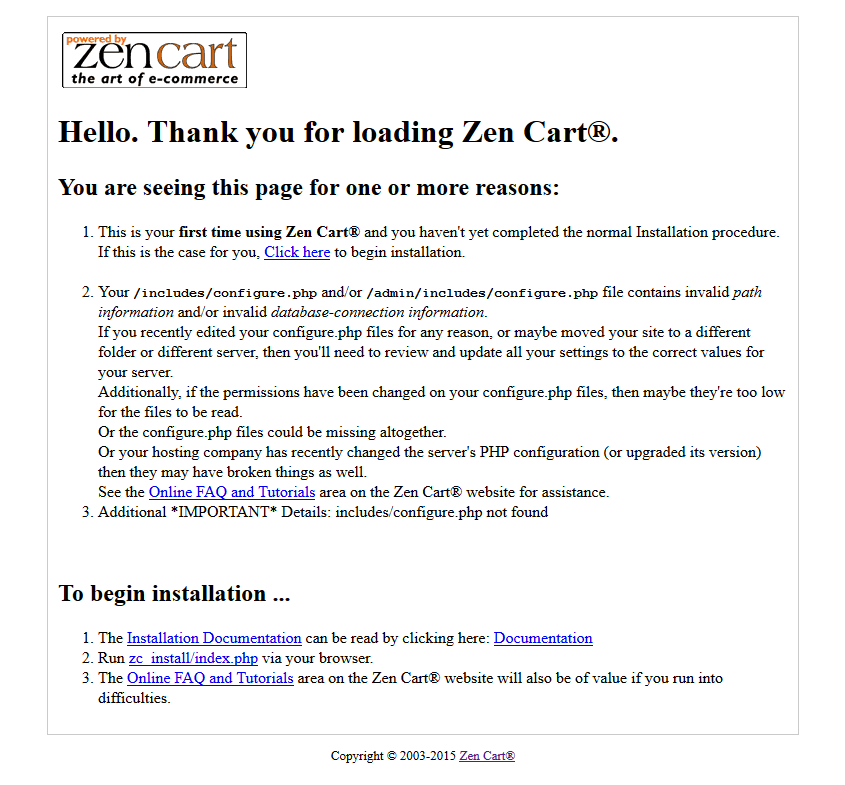 powered by
zencart
the art of e-commerce
Hello. Thank you for loading Zen Cart®.
You are seeing this page for one or more reasons:
1. This is your first time using Zen Cart® and you haven't yet completed the normal Installation procedure.
If this is the case for you, Click here to begin installation.
2. Your /includes/configure.php and/or /admin/includes/configure.php file contains invalid path
information and/or invalid database-connection information.
If you recently edited your configure.php files for any reason, or maybe moved your site to a different
folder or different server, then you'll need to review and update all your settings to the correct values for
your server.
Additionally, if the permissions have been changed on your configure.php files, then maybe they're too low
for the files to be read.
Or the configure.php files could be missing altogether.
Or your hosting company has recently changed the server's PHP configuration (or upgraded its version)
then they may have broken things as well.
See the Online FAQ and Tutorials area on the Zen Cart® website for assistance.
3. Additional *IMPORTANT* Details: includes/configure.php not found
To begin installation ...
1. The Installation Documentation can be read by clicking here: Documentation
2. Run zc_install/index.php via your browser.
3. The Online FAQ and Tutorials area on the Zen Cart® website will also be of value if you run into
difficulties.
Copyright © 2003-2015 Zen Cart®